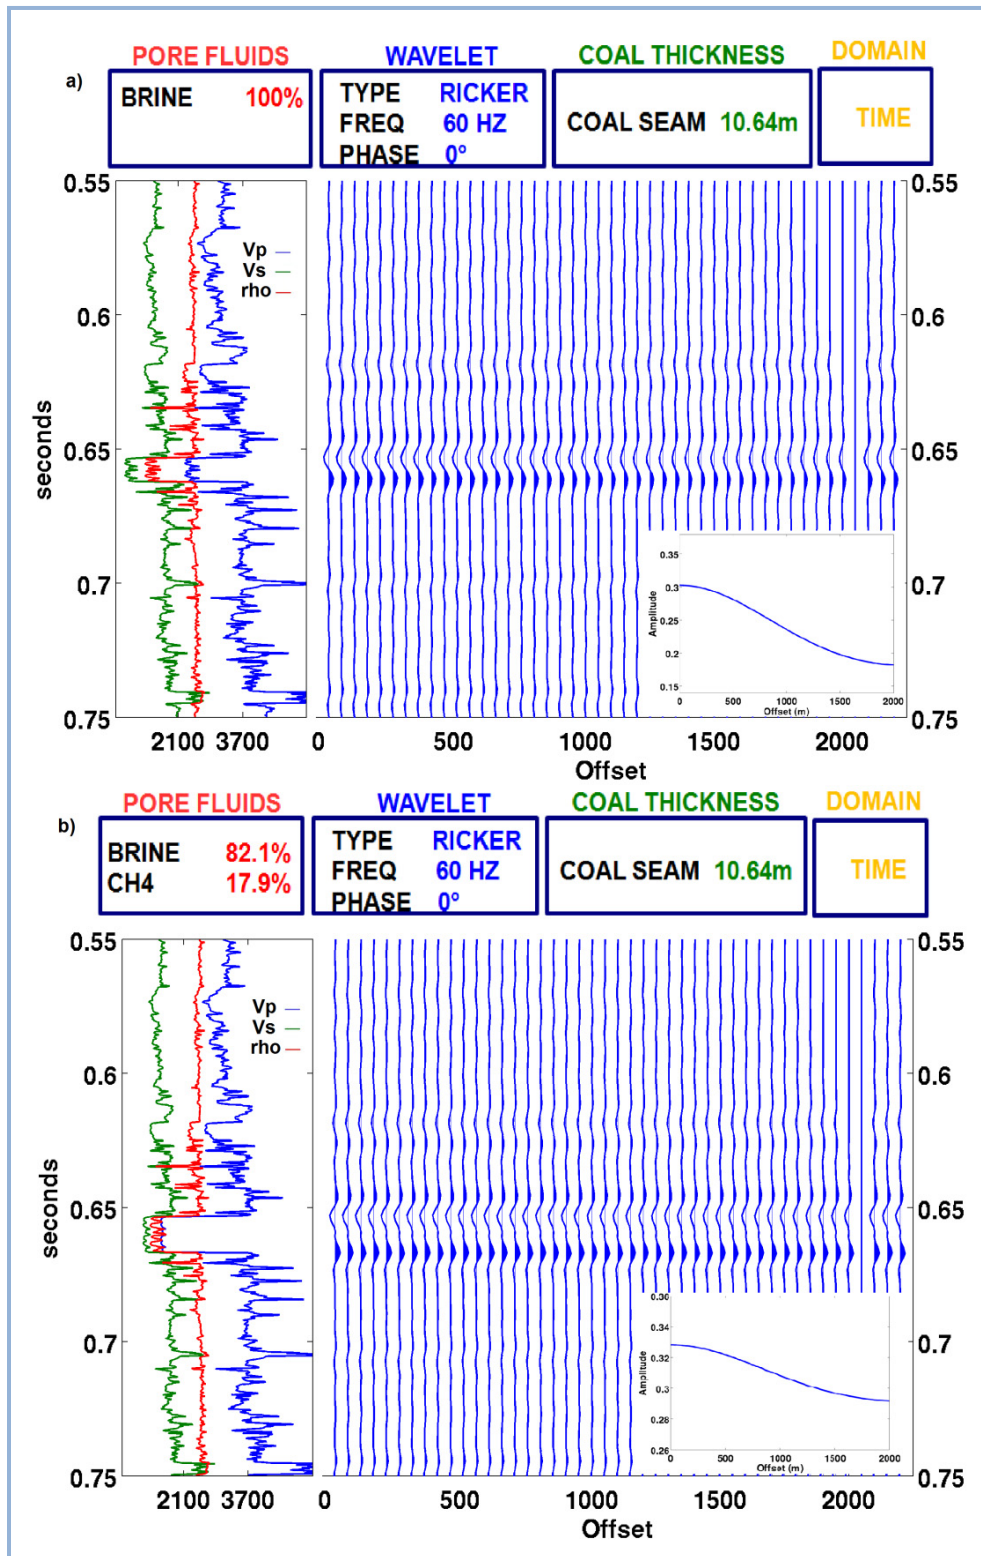 PORE FLUIDS WAVELET COAL THICKNESS DOMAIN
a)
BRINE 100%
TYPE RICKER
FREQ 60 HZ
PHASE 0°
COAL SEAM 10.64m
TIME
0.55 0.55
Vp
Vs
rho
0.6 0.6
0.65 0.65
seconds
0.7 0.7
0.75 0.75
0.35
0.3
0.25
0.2
0.15
Amplitude
0 500 1000 1500 2000
Offset (m)
2100 3700 0 500 1000 1500 2000
Offset
PORE FLUIDS WAVELET COAL THICKNESS DOMAIN
b)
BRINE 82.1%
CH4 17.9%
TYPE RICKER
FREQ 60 HZ
PHASE 0°
COAL SEAM 10.64m
TIME
0.55 0.55
Vp
Vs
rho
0.6 0.6
0.65 0.65
seconds
0.7 0.7
0.75 0.75
0.36
0.34
0.32
0.3
0.28
0.26
Amplitude
0 500 1000 1500 2000
Offset (m)
2100 3700 0 500 1000 1500 2000
Offset